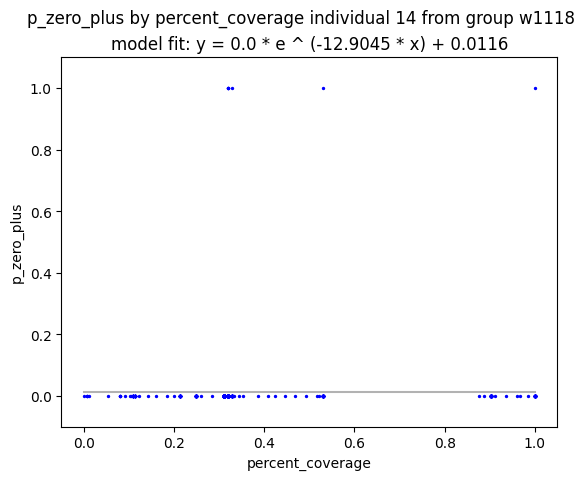 p_zero_plus by percent_coverage individual 14 from group w1118
model fit: y = 0.0 * e ^ (-12.9045 * x) + 0.0116
1.0
0.8
0.6
0.4
0.2
0.0
p_zero_plus
0.0 0.2 0.4 0.6 0.8 1.0
percent_coverage